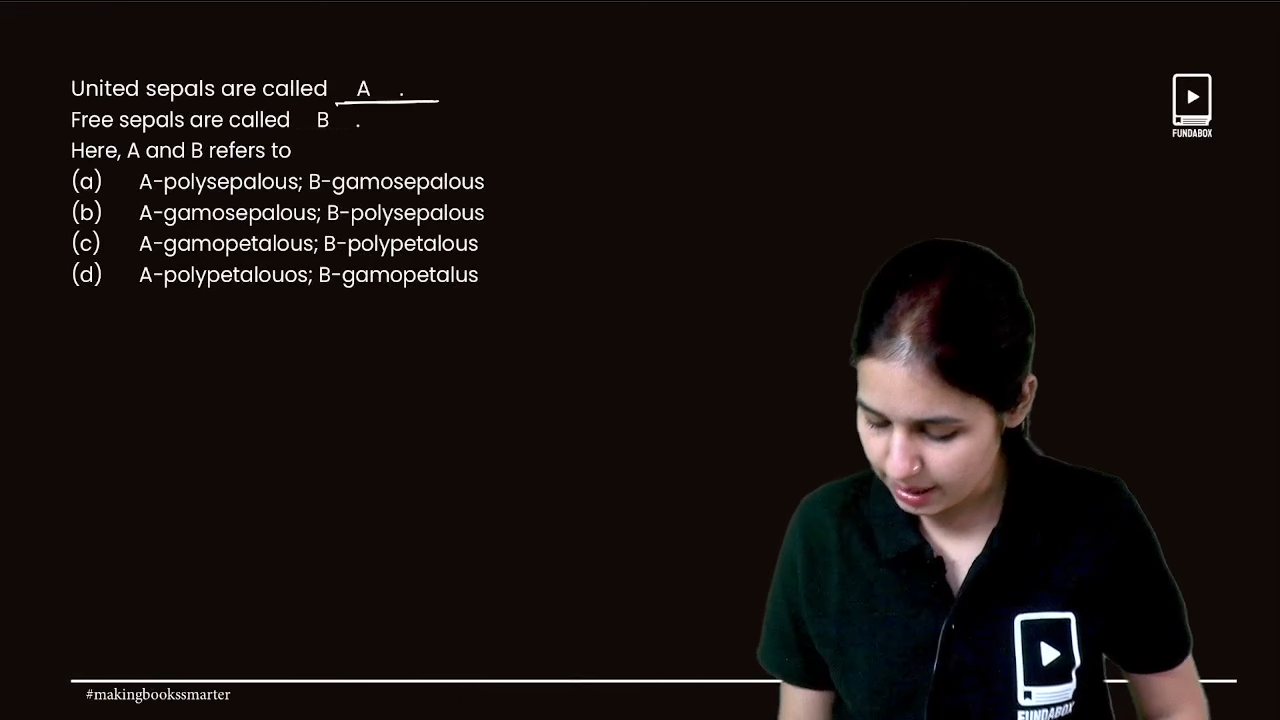 United sepals are called A .
Free sepals are called B .
Here, A and B refers to
(a) A-polysepalous; B-gamosepalous
(b) A-gamosepalous; B-polysepalous
(c) A-gamopetalous; B-polypetalous
(d) A-polypetalouos; B-gamopetalus
FUNDABOX
FUNDABOX
#makingbookssmarter